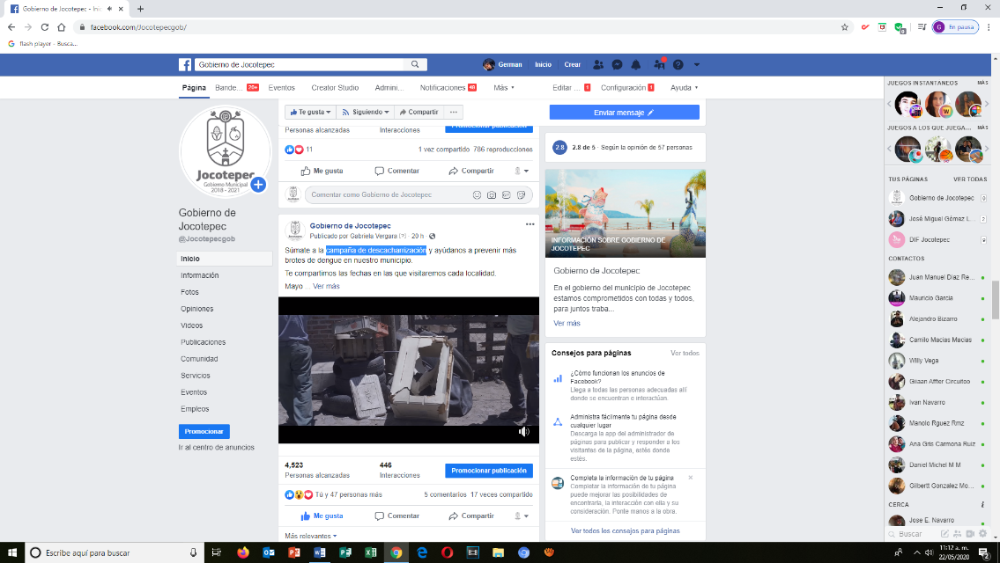 Gobierno de Jocotepec - Inic
facebook.com/Jocotepecgob/
En pausa
flash player - Busca...
Gobierno de Jocotepec
German Inicio Crear
Página Bande... 20+ Eventos Creator Studio Admini... Notificaciones 48 Más Editar ... 1 Configuración 1 Ayuda
Jocotepec
Gobierno Municipal
2018 - 2021
Gobierno de
Jocotepec
@Jocotepecgob
Inicio
Información
Fotos
Opiniones
Videos
Publicaciones
Comunidad
Servicios
Eventos
Empleos
Promocionar
Ir al centro de anuncios
Te gusta Siguiendo Compartir ...
Personas alcanzadas Interacciones Promocionar publicación
11 1 vez compartido 786 reproducciones
Me gusta Comentar Compartir
Comentar como Gobierno de Jocotepec
Gobierno de Jocotepec
Publicado por Gabriela Vergara [?] · 20 h ·
Súmate a la campaña de descacharrización y ayúdanos a prevenir más
brotes de dengue en nuestro municipio.
Te compartimos las fechas en las que visitaremos cada localidad.
Mayo ... Ver más
4,523 446 Promocionar publicación
Personas alcanzadas Interacciones
Tú y 47 personas más 5 comentarios 17 veces compartido
Me gusta Comentar Compartir
Más relevantes
Enviar mensaje
2.8 2.8 de 5 · Según la opinión de 57 personas
INFORMACIÓN SOBRE GOBIERNO DE
JOCOTEPEC
Gobierno de Jocotepec
En el gobierno del municipio de Jocotepec
estamos comprometidos con todas y todos,
para juntos traba...
Ver más
Consejos para páginas Ver todos
¿Cómo funcionan los anuncios de
Facebook?
Llega a todas las personas adecuadas allí
donde se encuentran e interactúan.
Administra fácilmente tu página desde
cualquier lugar
Descarga la app del administrador de
páginas para publicar y responder a los
visitantes de la página, estés donde
estés.
Completa la información de tu página
Completar la información de tu página
puede mejorar las posibilidades de
encontrarla, la interacción con ella y su
consideración. Ponte manos a la obra.
Ver todos los consejos para páginas
JUEGOS INSTANTÁNEOS MÁS
JUEGOS A LOS QUE JUEGA... MÁS
TUS PÁGINAS VER TODAS
Gobierno de Jocotepec
José Miguel Gómez L... 2
DIF Jocotepec
CONTACTOS
Juan Manuel Diaz Re...
Mauricio Garcia
Alejandro Bizarro
Camilo Macias Macias
Willy Vega
Giliaan Affter Circuitoo
Ivan Navarro
Manolo Rguez Rmz
Ana Gris Carmona Ruiz
Daniel Michel M M
Gilbertt Gonzalez Mo...
CERCA
Jose E. Navarro
Buscar
Escribe aquí para buscar
11:12 a. m.
22/05/2020
2